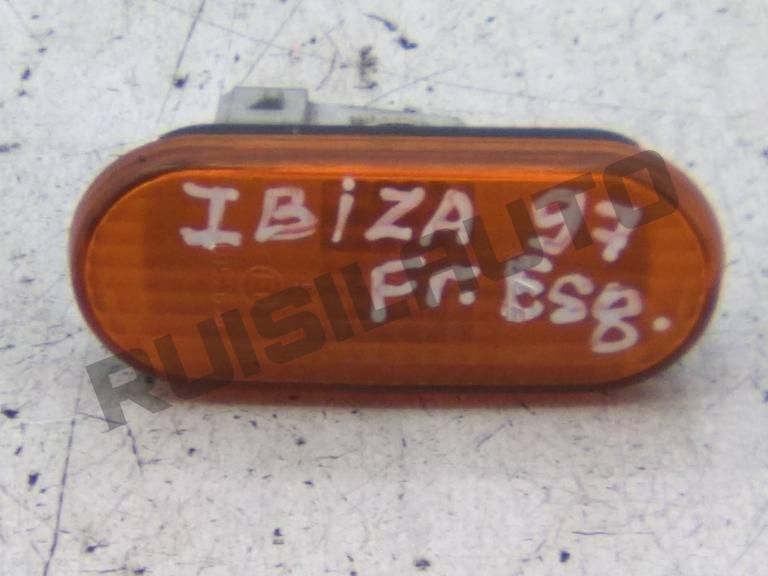 IBiZA 97
Fr. Esq.
RUISILAUTO